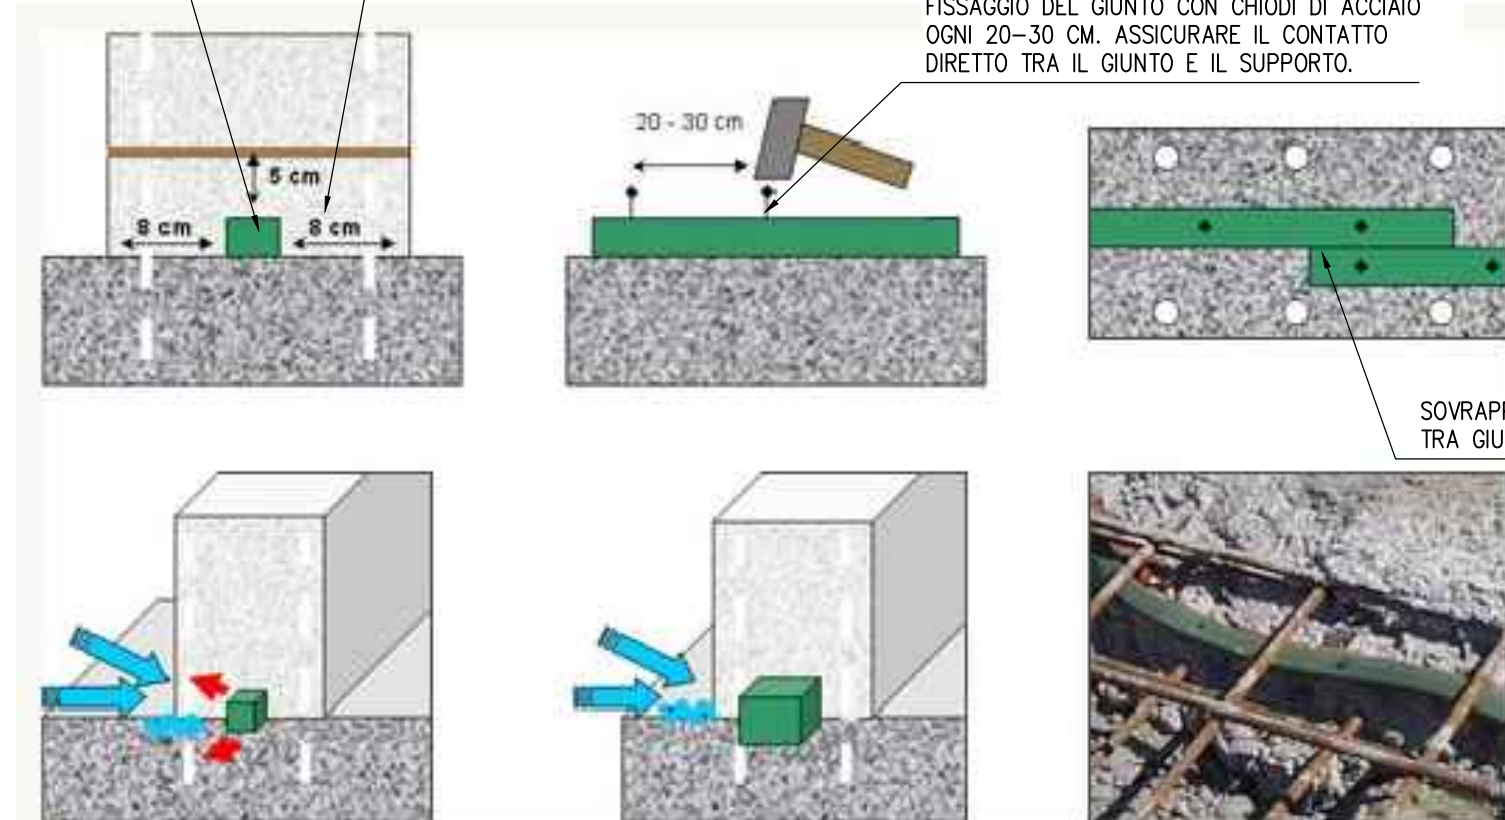 FISSAGGIO DEL GIUNTO CON CHIODI DI ACCIAIO
OGNI 20-30 CM. ASSICURARE IL CONTATTO
DIRETTO TRA IL GIUNTO E IL SUPPORTO.
5 cm
8 cm
8 cm
20 - 30 cm
SOVRAPP
TRA GIU